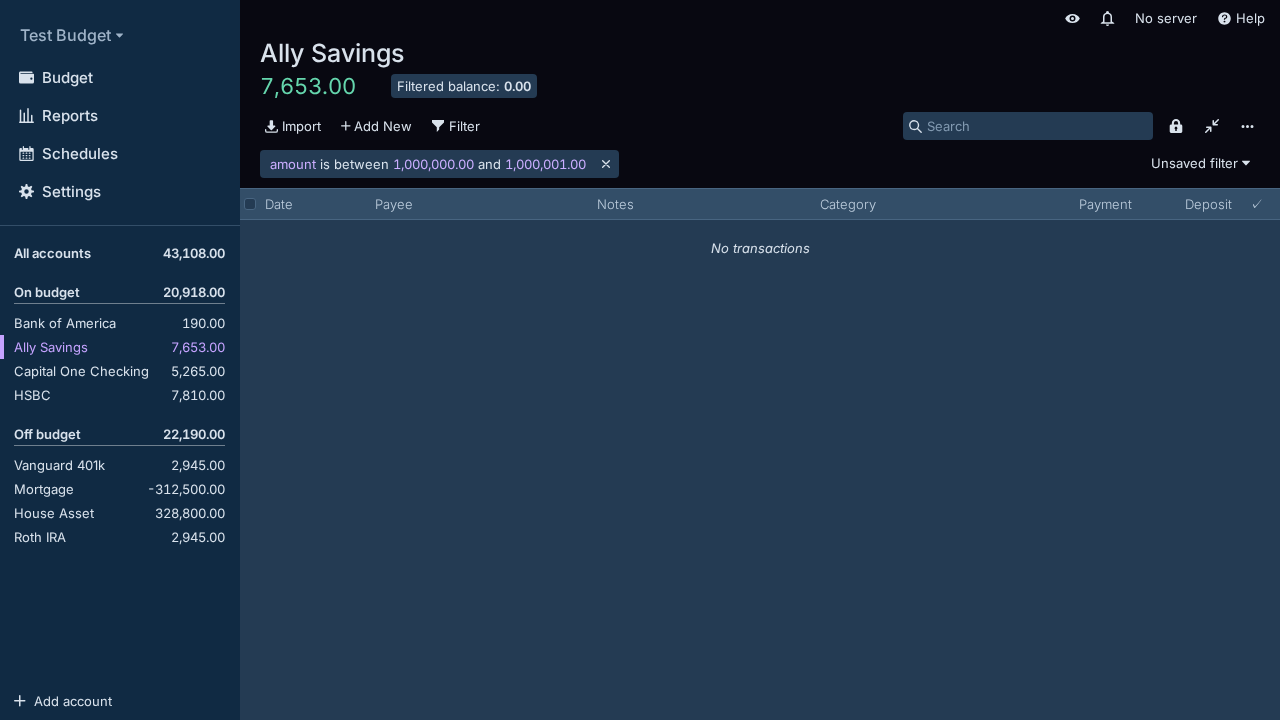 Test Budget
Budget
Reports
Schedules
Settings
All accounts 43,108.00
On budget 20,918.00
Bank of America 190.00
Ally Savings 7,653.00
Capital One Checking 5,265.00
HSBC 7,810.00
Off budget 22,190.00
Vanguard 401k 2,945.00
Mortgage -312,500.00
House Asset 328,800.00
Roth IRA 2,945.00
Add account
No server Help
Ally Savings
7,653.00 Filtered balance: 0.00
Import Add New Filter Search
amount is between 1,000,000.00 and 1,000,001.00 Unsaved filter
Date Payee Notes Category Payment Deposit ✓
No transactions